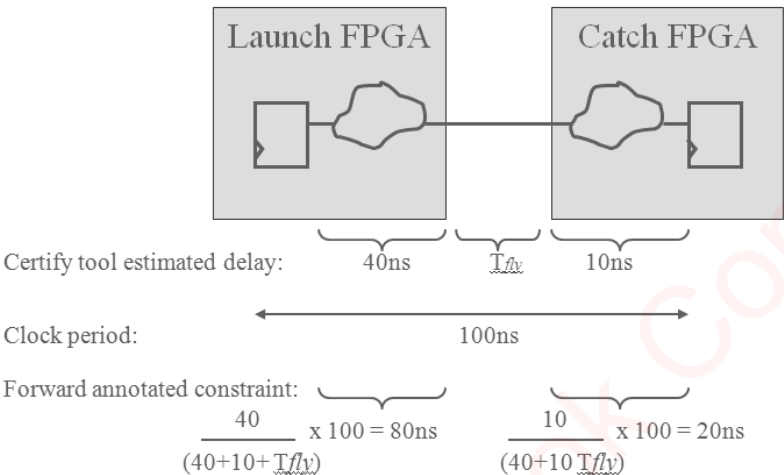 Launch FPGA
Catch FPGA
Certify tool estimated delay:
40ns
Tfly
10ns
Clock period:
100ns
Forward annotated constraint:
40
(40+10+Tfly)
x 100 = 80ns
10
(40+10 Tfly)
x 100 = 20ns